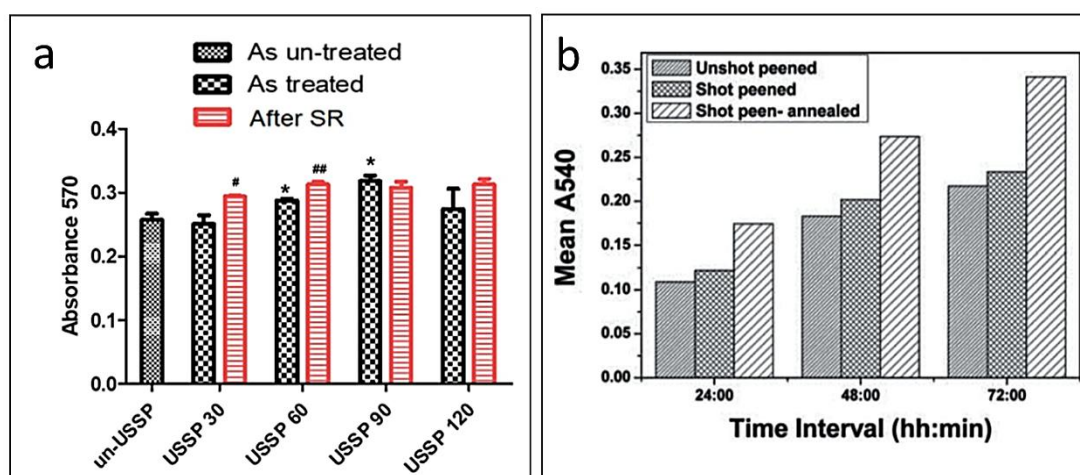 a
As un-treated
As treated
After SR
Absorbance 570
0.4
0.3
0.2
0.1
0.0
#
*
##
*
un-USSP
USSP 30
USSP 60
USSP 90
USSP 120
b
Unshot peened
Shot peened
Shot peen- annealed
Mean A540
0.35
0.30
0.25
0.20
0.15
0.10
0.05
0.00
24:00
48:00
72:00
Time Interval (hh:min)